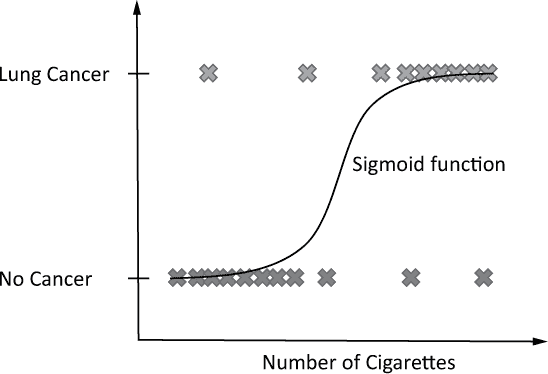 Lung Cancer
Sigmoid function
No Cancer
Number of Cigarettes